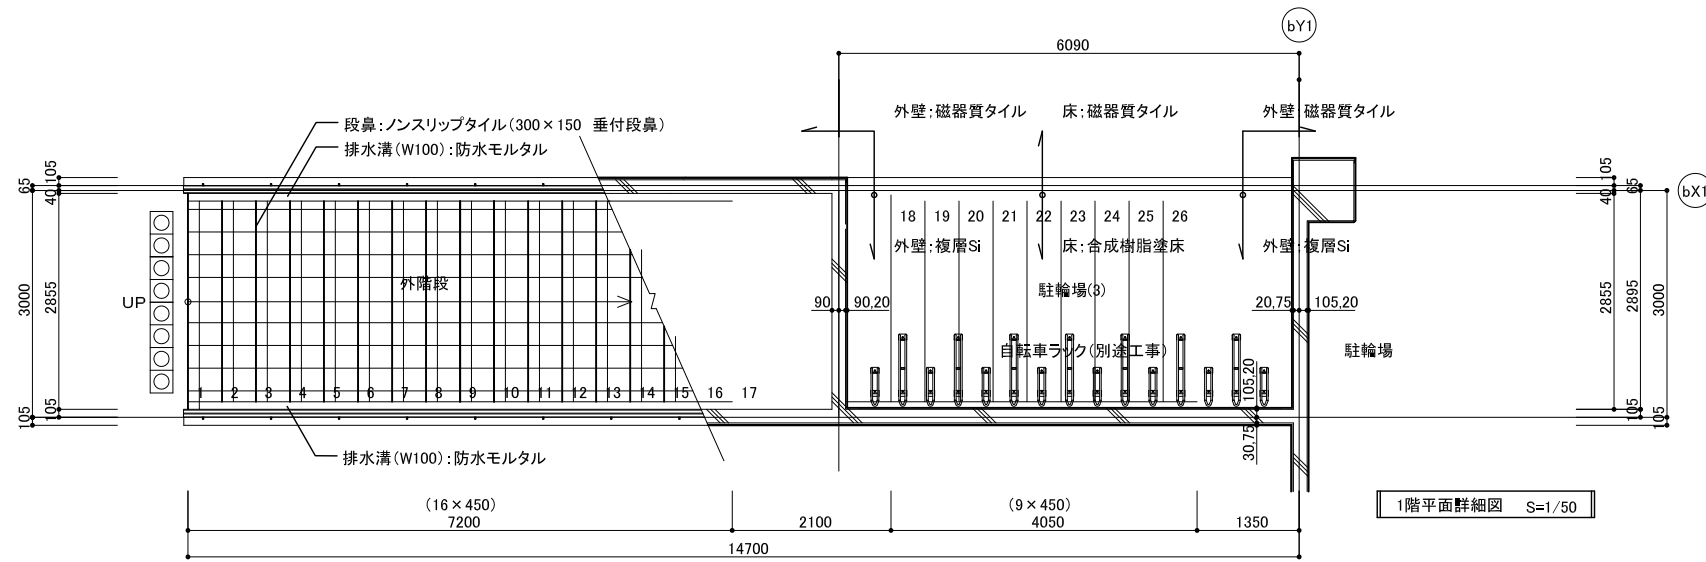 bY1
6090
外壁:磁器質タイル
床:磁器質タイル
外壁:磁器質タイル
段鼻:ノンスリップタイル(300×150 垂付段鼻)
排水溝(W100):防水モルタル
105
65
40
105
65
40
bX1
18 19 20 21 22 23 24 25 26
外壁:複層Si
床:合成樹脂塗床
外壁:複層Si
外階段
駐輪場(3)
UP
3000
2855
90
90,20
20,75
105,20
2855
2895
3000
自転車ラック(別途工事)
駐輪場
1 2 3 4 5 6 7 8 9 10 11 12 13 14 15 16 17
105,20
105
105
105
105
30,75
排水溝(W100):防水モルタル
(16×450)
7200
2100
(9×450)
4050
1350
14700
1階平面詳細図 S=1/50